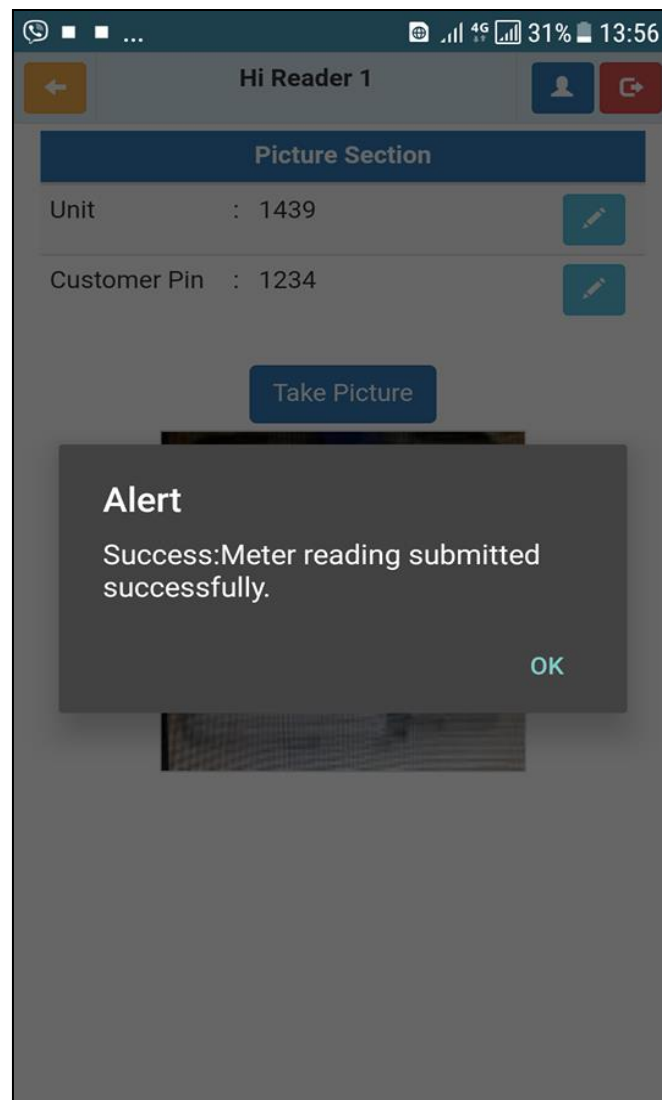 ... 4G 31% 13:56
Hi Reader 1
Picture Section
Unit : 1439
Customer Pin : 1234
Take Picture
Alert
Success:Meter reading submitted
successfully.
OK